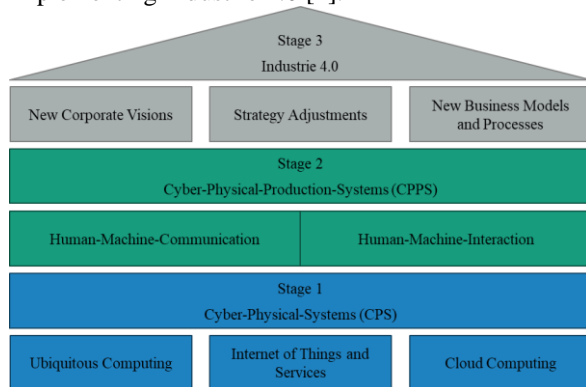 Stage 3
Industrie 4.0
New Corporate Visions
Strategy Adjustments
New Business Models
and Processes
Stage 2
Cyber-Physical-Production-Systems (CPPS)
Human-Machine-Communication
Human-Machine-Interaction
Stage 1
Cyber-Physical-Systems (CPS)
Ubiquitous Computing
Internet of Things and
Services
Cloud Computing